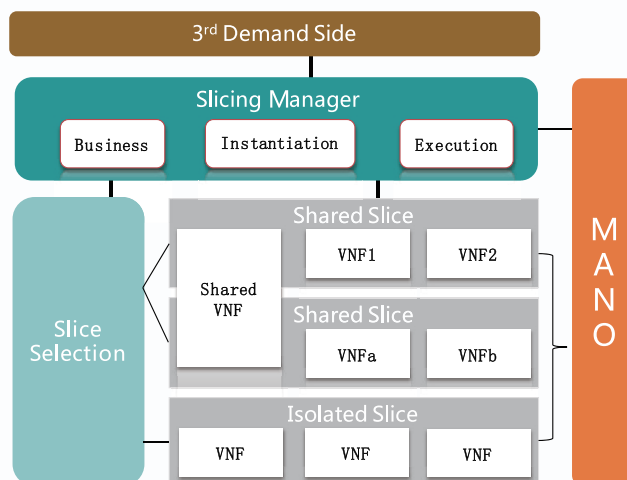 3rd Demand Side
Slicing Manager
Business
Instantiation
Execution
Slice
Selection
Shared Slice
Shared
VNF
VNF1
VNF2
Shared Slice
VNFa
VNFb
Isolated Slice
VNF
VNF
VNF
M
A
N
O